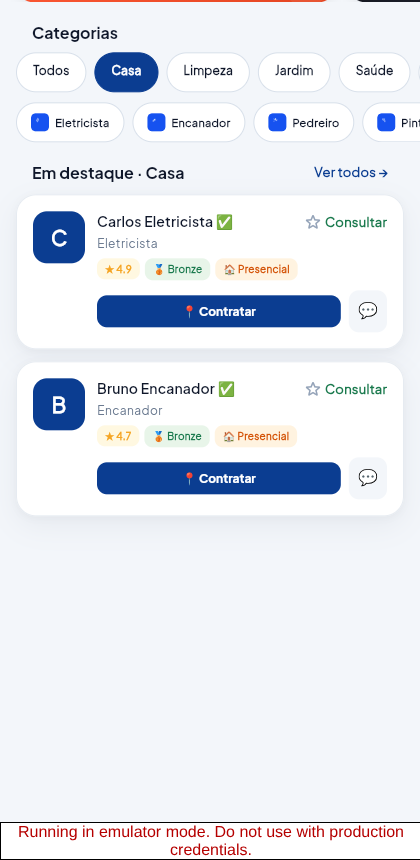 Categorias
Todos Casa Limpeza Jardim Saúde
Eletricista Encanador Pedreiro
Em destaque · Casa Ver todos →
C Carlos Eletricista ✅ Consultar
Eletricista
★ 4.9 🥉 Bronze 🏠 Presencial
📍 Contratar 💬
B Bruno Encanador ✅ Consultar
Encanador
★ 4.7 🥉 Bronze 🏠 Presencial
📍 Contratar 💬
Running in emulator mode. Do not use with production
credentials.